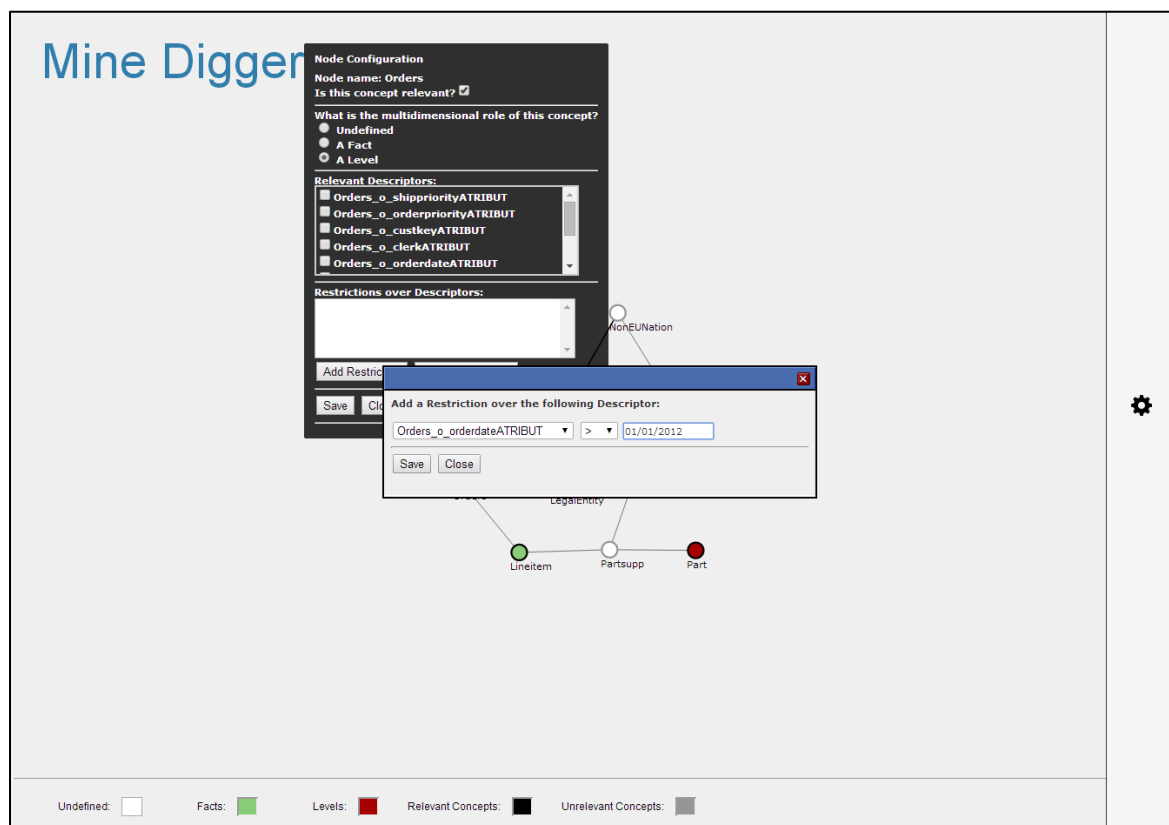 Mine Digger
Node Configuration
Node name: Orders
Is this concept relevant?
What is the multidimensional role of this concept?
Undefined
A Fact
A Level
Relevant Descriptors:
Orders_o_shippriorityATRIBUT
Orders_o_orderpriorityATRIBUT
Orders_o_custkeyATRIBUT
Orders_o_clerkATRIBUT
Orders_o_orderdateATRIBUT
Restrictions over Descriptors:
NonEUNation
Add Restric
Save Clo
Add a Restriction over the following Descriptor:
Orders_o_orderdateATRIBUT > 01/01/2012
Save Close
LegalEntity
Lineitem Partsupp Part
Undefined: Facts: Levels: Relevant Concepts: Unrelevant Concepts: